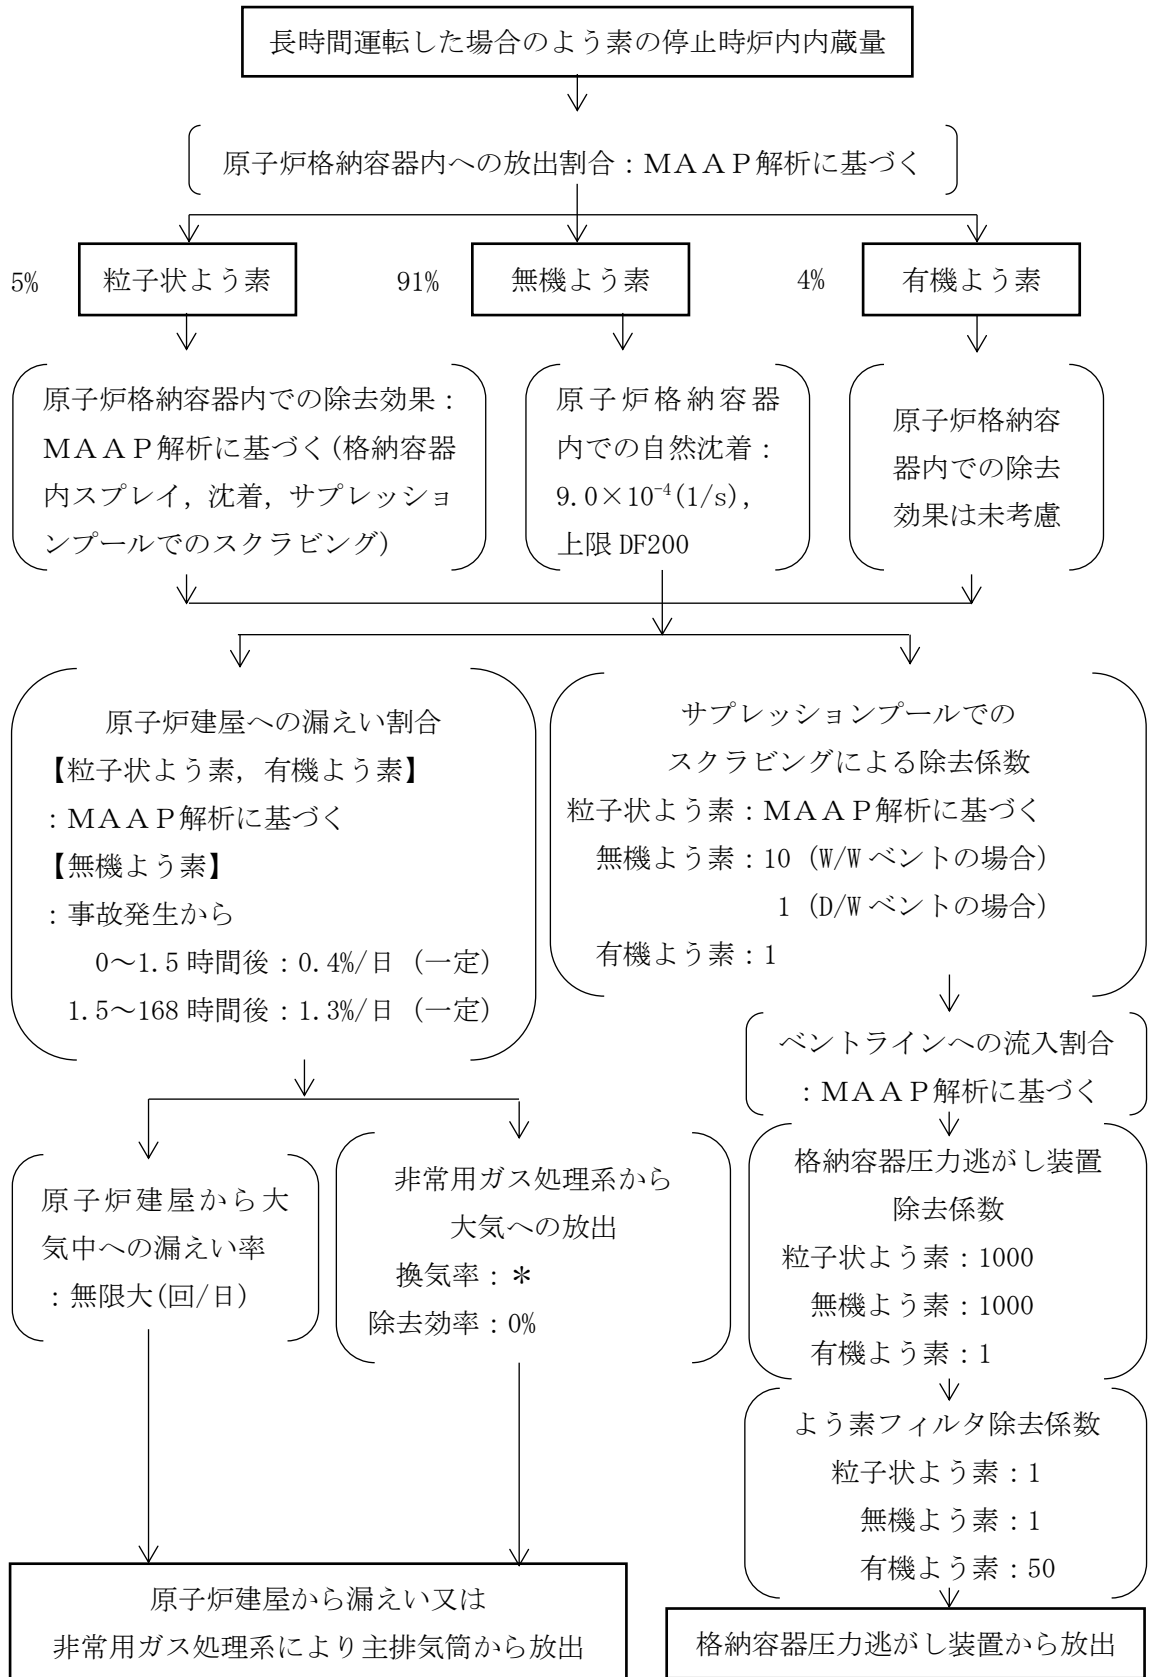 長時間運転した場合のよう素の停止時炉内内蔵量
原子炉格納容器内への放出割合：ＭＡＡＰ解析に基づく
5%
粒子状よう素
91%
無機よう素
4%
有機よう素
原子炉格納容器内での除去効果：
ＭＡＡＰ解析に基づく(格納容器
内スプレイ，沈着，サプレッショ
ンプールでのスクラビング)
原子炉格納容器
内での自然沈着：
9.0×10⁻⁴(1/s)，
上限 DF200
原子炉格納容
器内での除去
効果は未考慮
原子炉建屋への漏えい割合
【粒子状よう素，有機よう素】
：ＭＡＡＰ解析に基づく
【無機よう素】
：事故発生から
0～1.5 時間後：0.4%/日（一定）
1.5～168 時間後：1.3%/日（一定）
サプレッションプールでの
スクラビングによる除去係数
粒子状よう素：ＭＡＡＰ解析に基づく
無機よう素：10（W/W ベントの場合）
1（D/W ベントの場合）
有機よう素：1
ベントラインへの流入割合
：ＭＡＡＰ解析に基づく
原子炉建屋から大
気中への漏えい率
：無限大(回/日)
非常用ガス処理系から
大気への放出
換気率：＊
除去効率：0%
格納容器圧力逃がし装置
除去係数
粒子状よう素：1000
無機よう素：1000
有機よう素：1
よう素フィルタ除去係数
粒子状よう素：1
無機よう素：1
有機よう素：50
原子炉建屋から漏えい又は
非常用ガス処理系により主排気筒から放出
格納容器圧力逃がし装置から放出